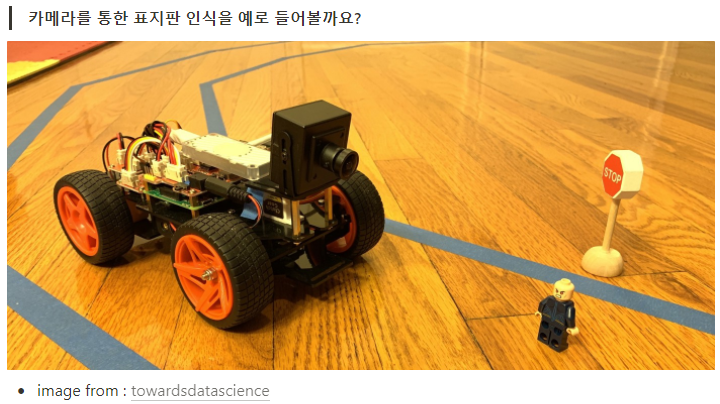 카메라를 통한 표지판 인식을 예로 들어볼까요?
STOP
image from : towardsdatascience